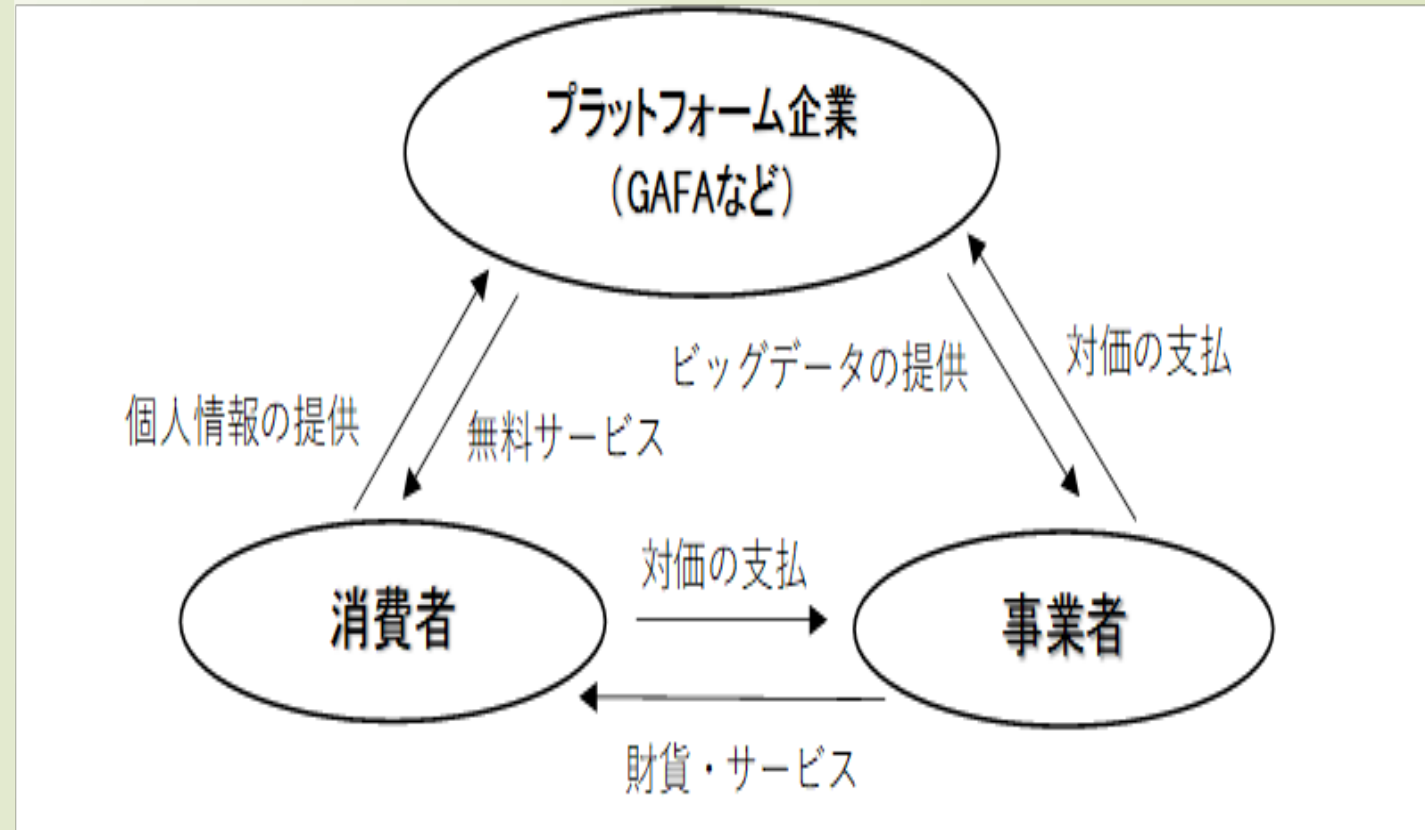 プラットフォーム企業
(GAFAなど)
ビッグデータの提供
対価の支払
個人情報の提供
無料サービス
対価の支払
消費者
事業者
財貨・サービス